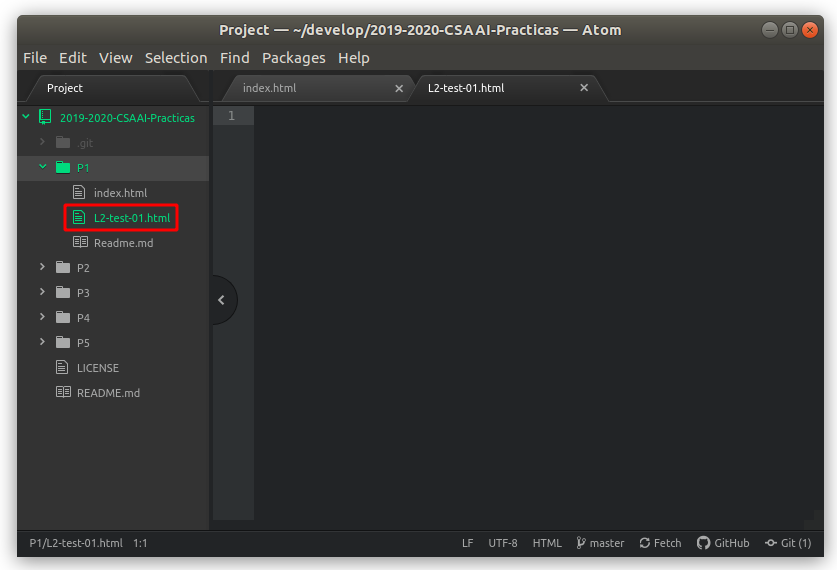 Project — ~/develop/2019-2020-CSAAI-Practicas — Atom
File Edit View Selection Find Packages Help
Project
index.html
L2-test-01.html
2019-2020-CSAAI-Practicas
.git
P1
index.html
L2-test-01.html
Readme.md
P2
P3
P4
P5
LICENSE
README.md
1
P1/L2-test-01.html 1:1
LF UTF-8 HTML master Fetch GitHub Git (1)